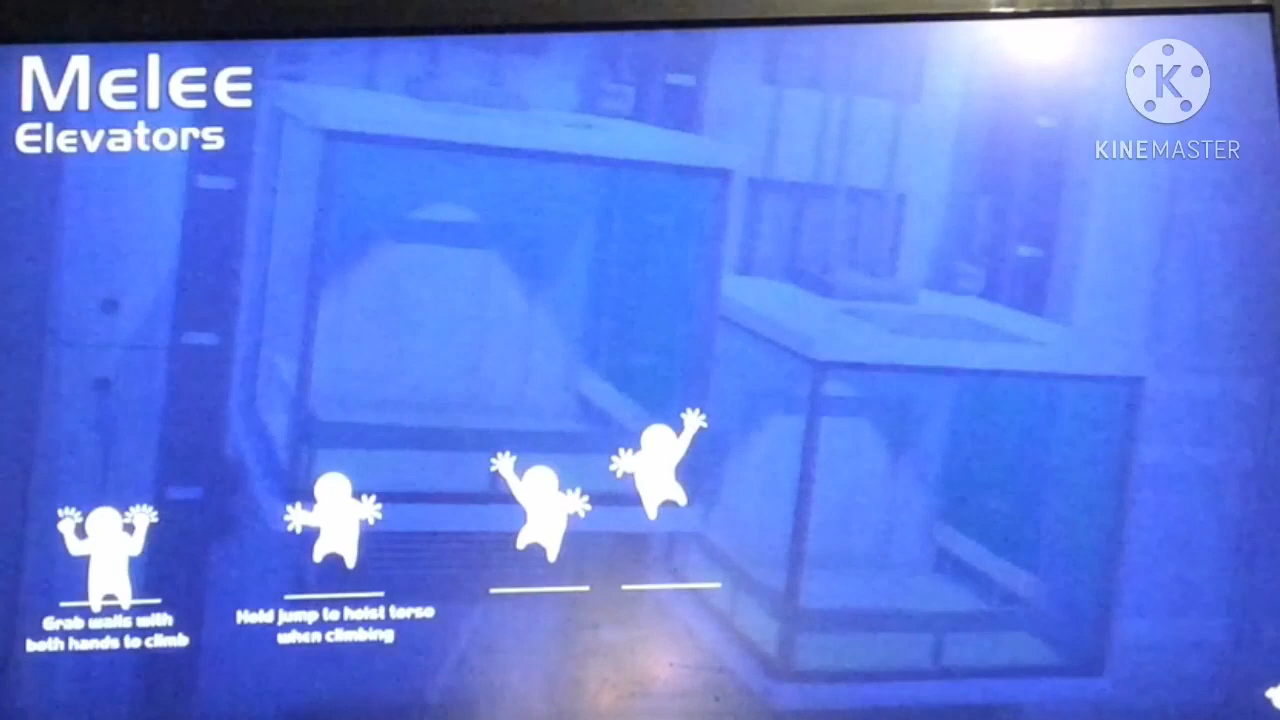 Melee
Elevators
KINEMASTER
Grab walls with
both hands to climb
Hold jump to hoist torso
when climbing